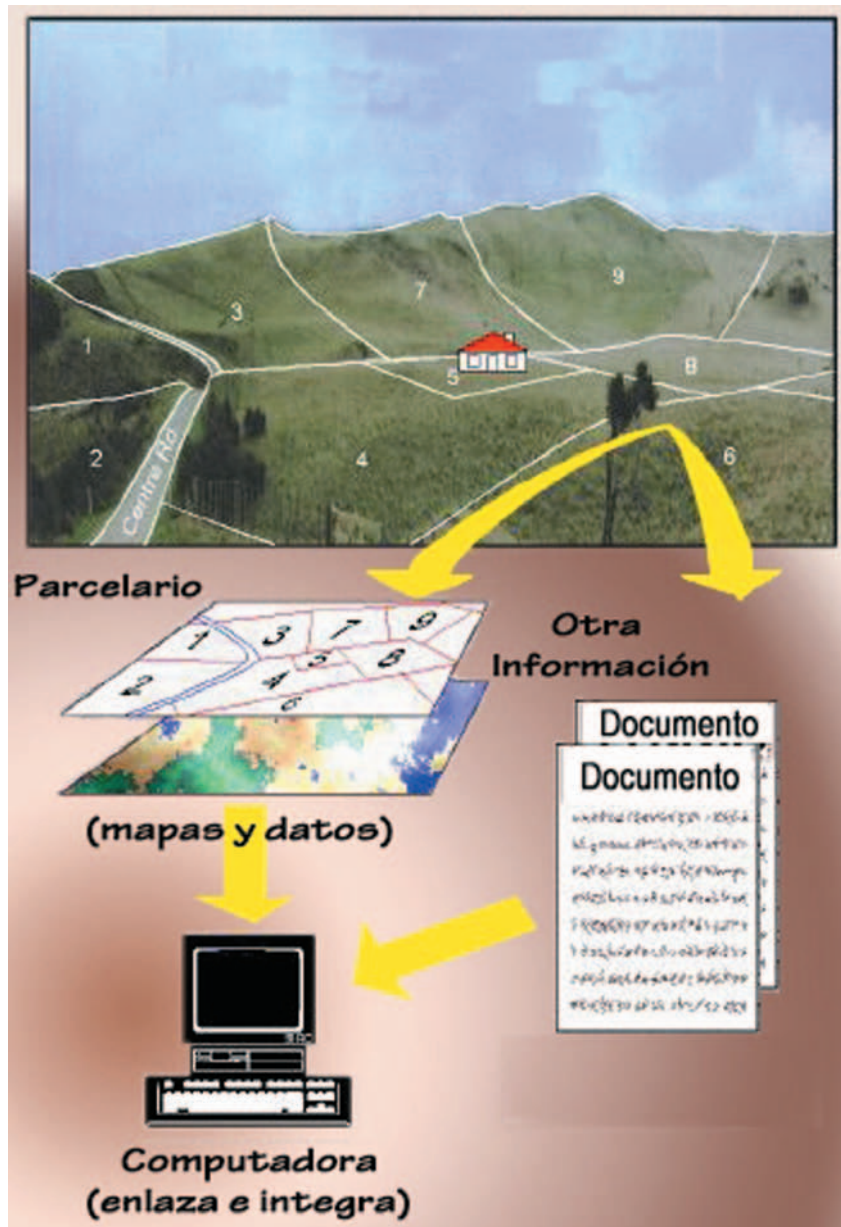 9
7
3
1
8
5
2
4
6
Centre Rd
Parcelario
1
3
7
9
5
8
2
4
6
Otra
Información
Documento
Documento
(mapas y datos)
Computadora
(enlaza e integra)